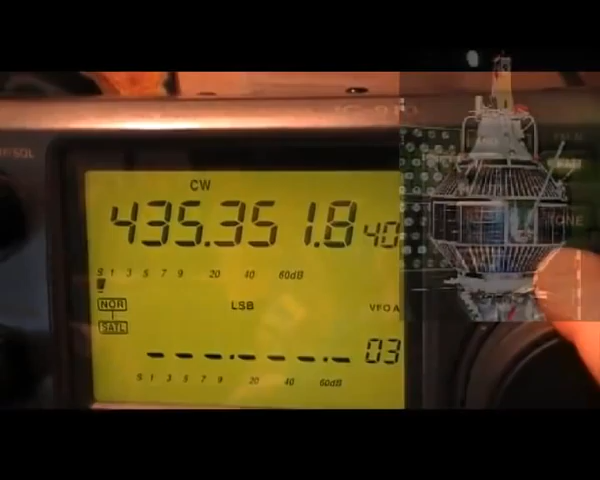 CW
435.351.8 40
S 1 3 5 7 9 20 40 60dB
NOR
LSB VFO A
SATL
--- . --- . - 03
S 1 3 5 7 9 20 40 60dB